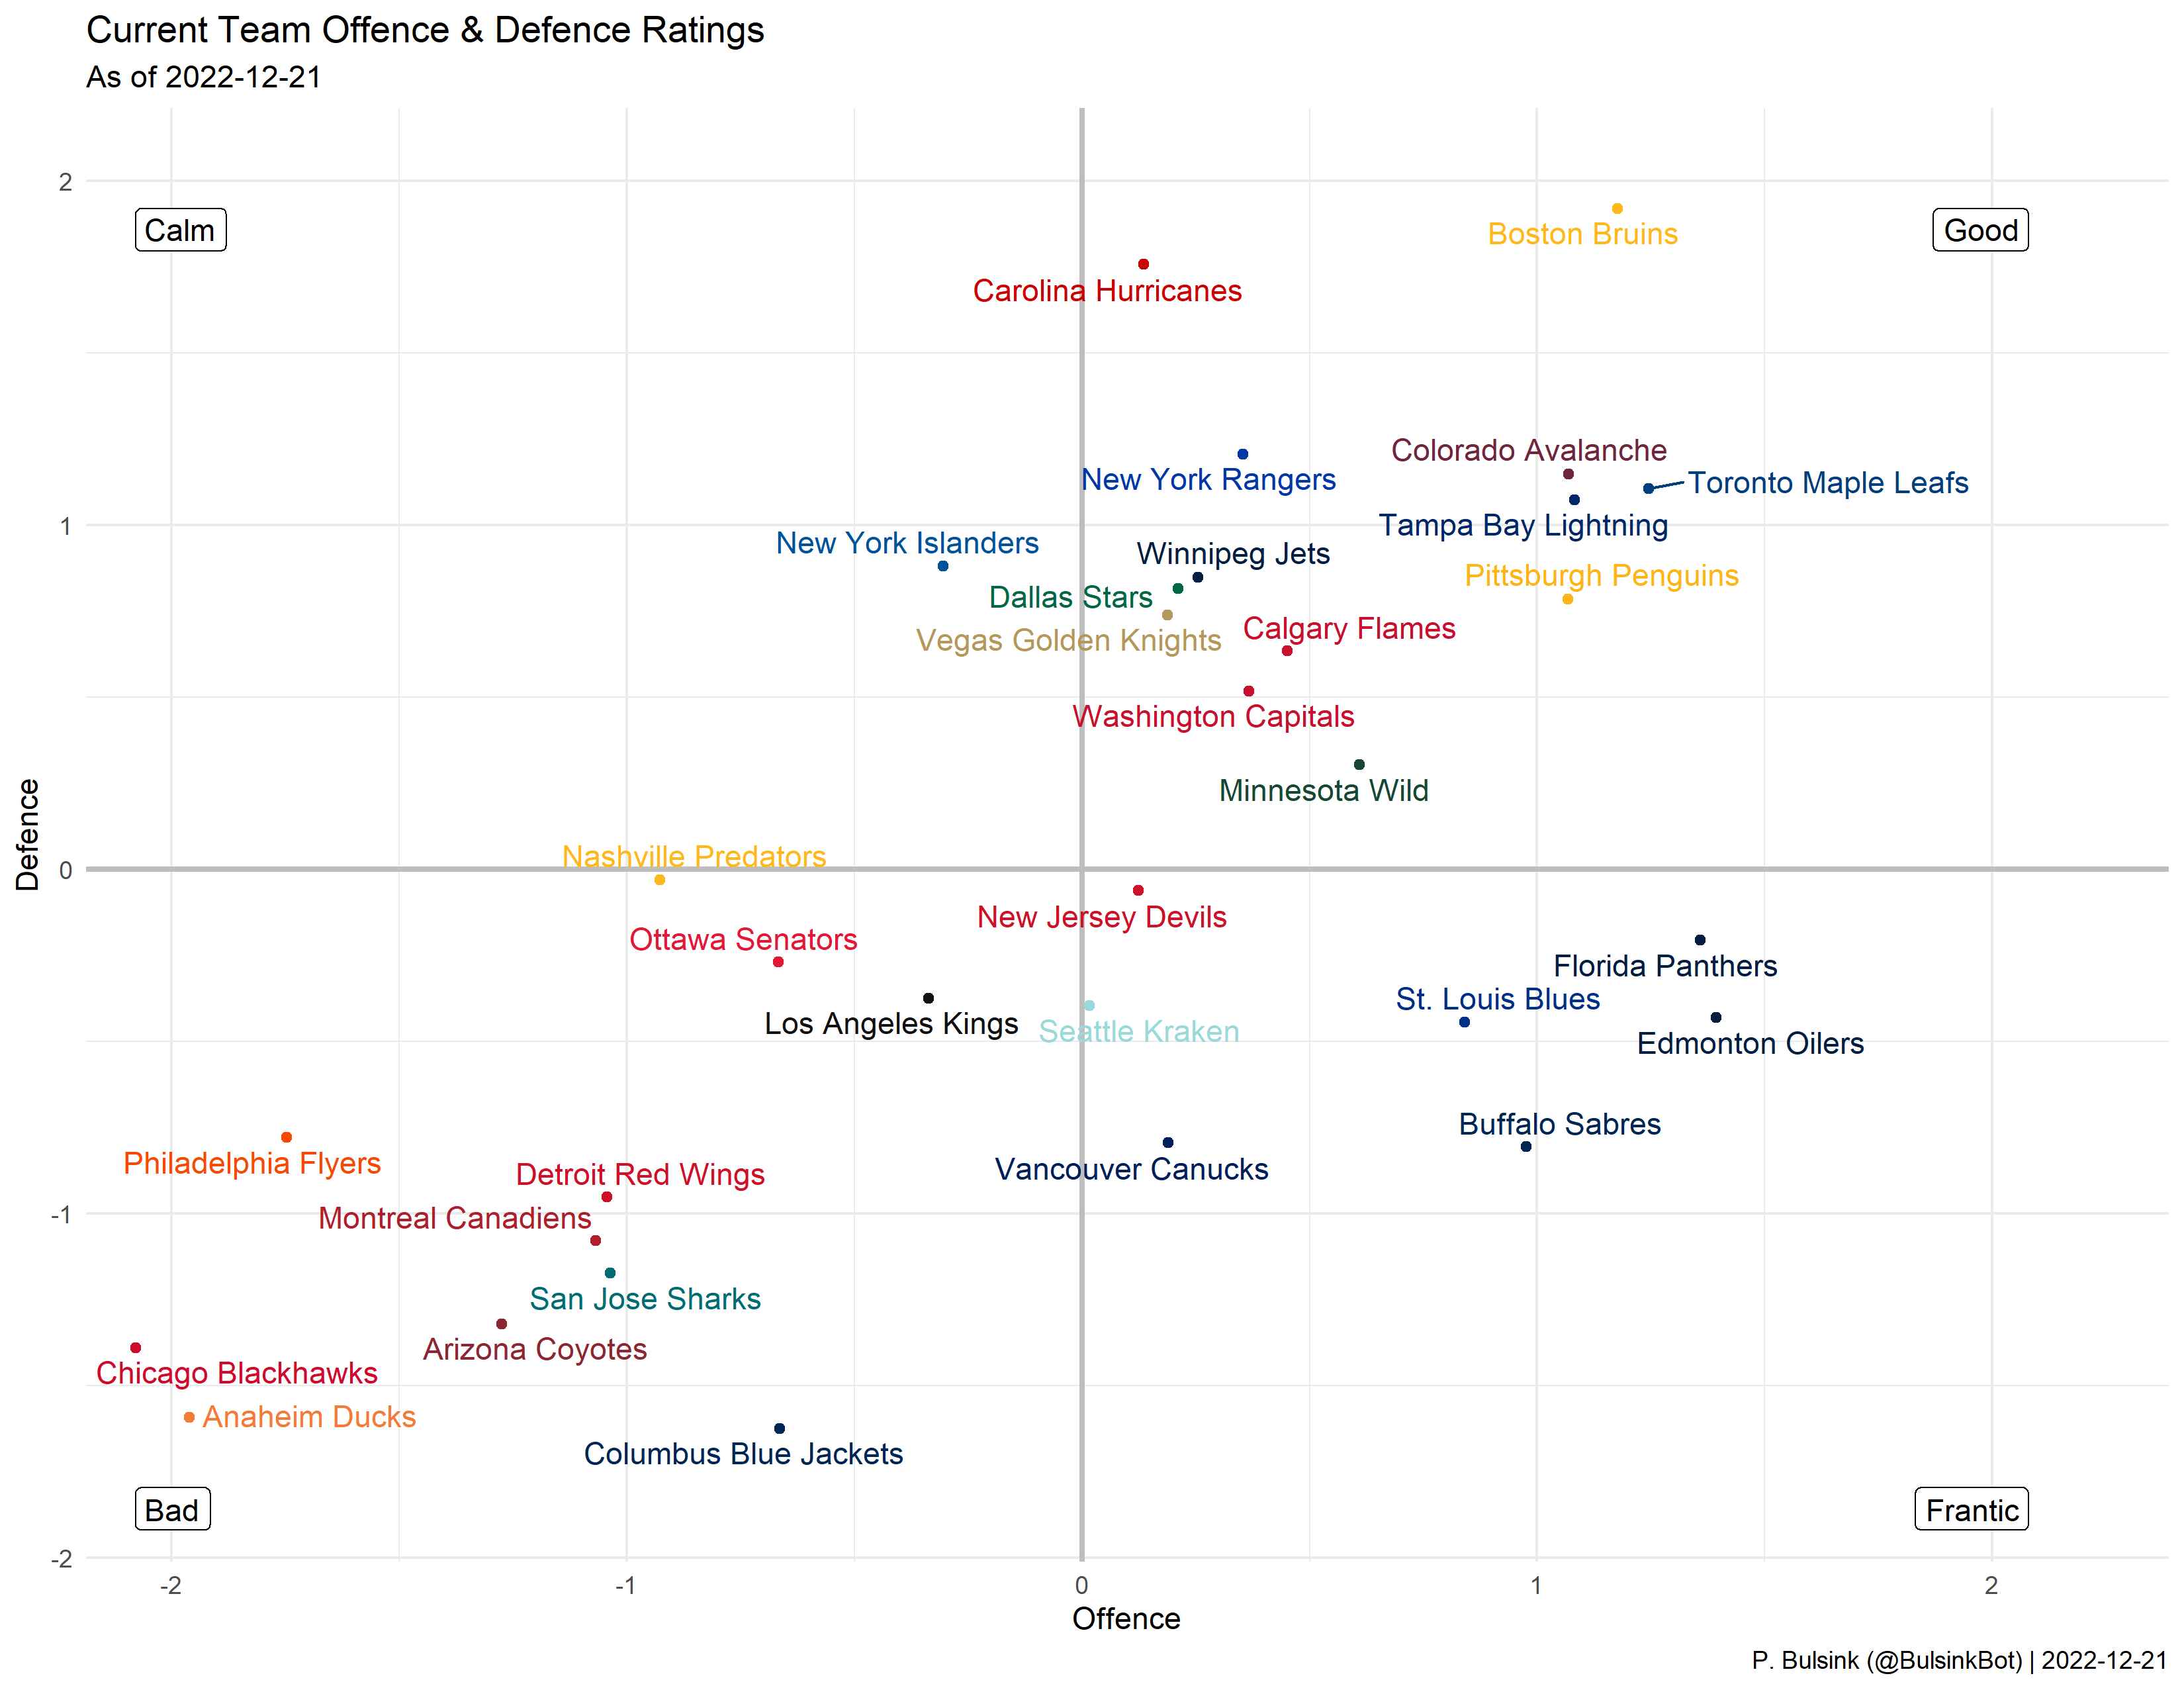 Current Team Offence & Defence Ratings
As of 2022-12-21
2
Calm
Good
Boston Bruins
Carolina Hurricanes
Colorado Avalanche
New York Rangers
Toronto Maple Leafs
1
Tampa Bay Lightning
New York Islanders
Winnipeg Jets
Pittsburgh Penguins
Dallas Stars
Calgary Flames
Vegas Golden Knights
Washington Capitals
Minnesota Wild
Defence
Nashville Predators
0
New Jersey Devils
Ottawa Senators
Florida Panthers
St. Louis Blues
Los Angeles Kings
Seattle Kraken
Edmonton Oilers
Buffalo Sabres
Philadelphia Flyers
Vancouver Canucks
Detroit Red Wings
-1
Montreal Canadiens
San Jose Sharks
Arizona Coyotes
Chicago Blackhawks
Anaheim Ducks
Columbus Blue Jackets
Bad
Frantic
-2
-2
-1
0
1
2
Offence
P. Bulsink (@BulsinkBot) | 2022-12-21